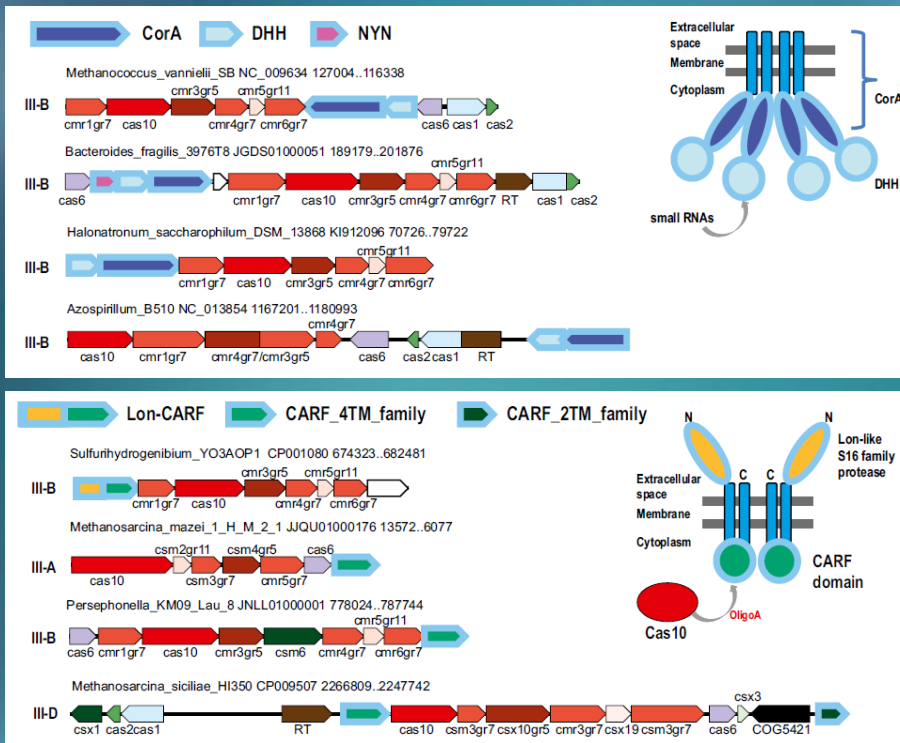 CorA DHH NYN
Methanococcus_vannielii_SB NC_009634 127004..116338
cmr3gr5 cmr5gr11
III-B
cmr1gr7 cas10 cmr4gr7 cmr6gr7 cas6 cas1 cas2
Bacteroides_fragilis_3976T8 JGDS01000051 189179..201876
cmr5gr11
III-B
cas6 cmr1gr7 cas10 cmr3gr5 cmr4gr7 cmr6gr7 RT cas1 cas2
Halonatronum_saccharophilum_DSM_13868 KI912096 70726..79722
cmr5gr11
III-B
cmr1gr7 cas10 cmr3gr5 cmr4gr7 cmr6gr7
Azospirillum_B510 NC_013854 1167201..1180993
cmr4gr7
III-B
cas10 cmr1gr7 cmr4gr7/cmr3gr5 cas6 cas2 cas1 RT
Extracellular
space
Membrane
Cytoplasm
CorA
DHH
small RNAs
Lon-CARF CARF_4TM_family CARF_2TM_family
Sulfurihydrogenibium_YO3AOP1 CP001080 674323..682481
cmr3gr5 cmr5gr11
III-B
cmr1gr7 cas10 cmr4gr7 cmr6gr7
Methanosarcina_mazei_1_H_M_2_1 JJQU01000176 13572..6077
csm2gr11 csm4gr5 cas6
III-A
cas10 csm3gr7 cmr5gr7
Persephonella_KM09_Lau_8 JNLL01000001 778024..787744
cmr5gr11
III-B
cas6 cmr1gr7 cas10 cmr3gr5 csm6 cmr4gr7 cmr6gr7
Methanosarcina_siciliae_HI350 CP009507 2266809..2247742
csx3
III-D
csx1 cas2cas1 RT cas10 csm3gr7 csx10gr5 cmr3gr7 csx19 csm3gr7 cas6 COG5421
N N
Lon-like
S16 family
protease
C C
Extracellular
space
Membrane
Cytoplasm
CARF
domain
OligoA
Cas10